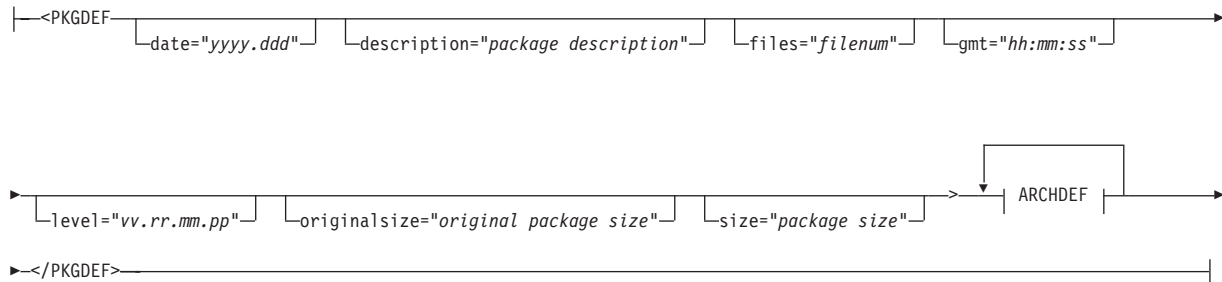 <PKGDEF
date="yyyy.ddd" description="package description" files="filenum" gmt="hh:mm:ss"
> ARCHDEF
level="vv.rr.mm.pp" originalsize="original package size" size="package size"
</PKGDEF>